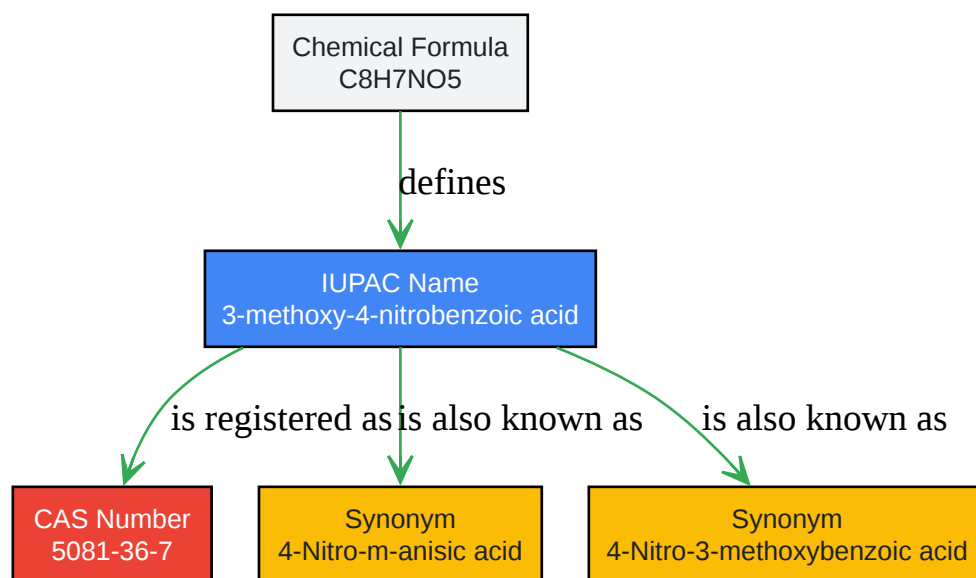 Chemical Formula
C8H7NO5
defines
IUPAC Name
3-methoxy-4-nitrobenzoic acid
is registered as
is also known as
is also known as
CAS Number
5081-36-7
Synonym
4-Nitro-m-anisic acid
Synonym
4-Nitro-3-methoxybenzoic acid